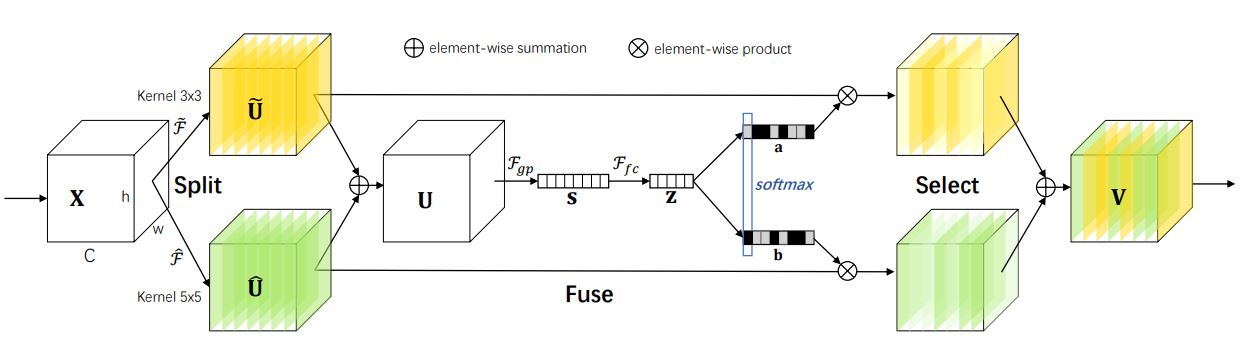 ⊕ element-wise summation
⊗ element-wise product
Kernel 3x3
Ũ
ℱ̃
X
h
w
C
Split
ℱ̂
Kernel 5x5
Û
U
ℱgp
s
ℱfc
z
a
softmax
b
Fuse
Select
V